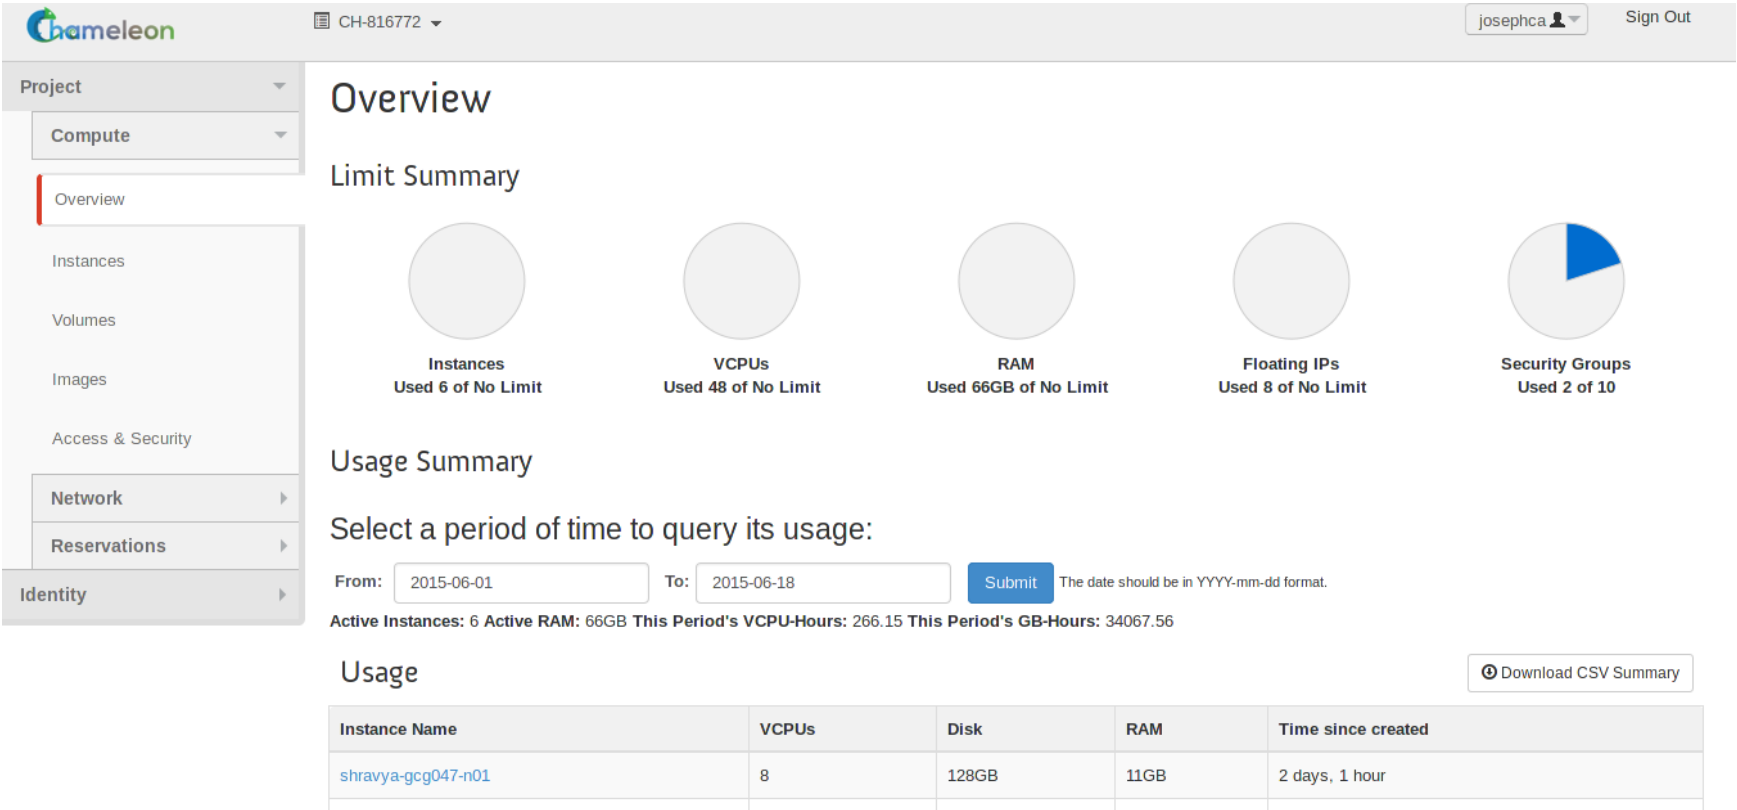 Chameleon
CH-816772
josephca
Sign Out
Project
Compute
Overview
Instances
Volumes
Images
Access & Security
Network
Reservations
Identity
Overview
Limit Summary
Instances
Used 6 of No Limit
VCPUs
Used 48 of No Limit
RAM
Used 66GB of No Limit
Floating IPs
Used 8 of No Limit
Security Groups
Used 2 of 10
Usage Summary
Select a period of time to query its usage:
From: 2015-06-01 To: 2015-06-18 Submit The date should be in YYYY-mm-dd format.
Active Instances: 6 Active RAM: 66GB This Period's VCPU-Hours: 266.15 This Period's GB-Hours: 34067.56
Usage
Download CSV Summary
Instance Name VCPUs Disk RAM Time since created
shravya-gcg047-n01 8 128GB 11GB 2 days, 1 hour